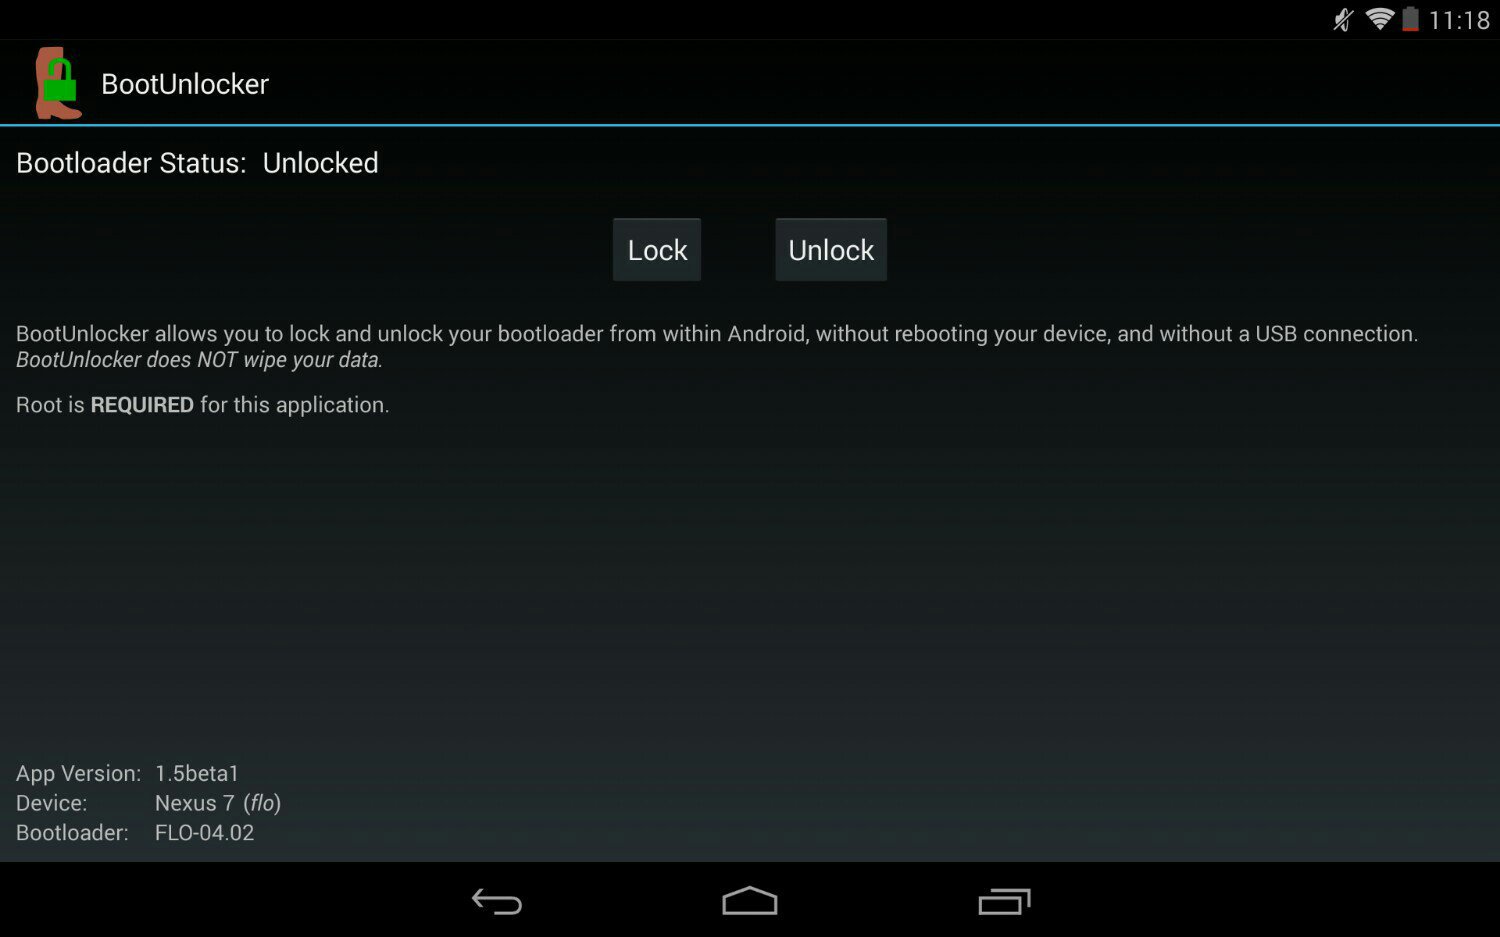 11:18
BootUnlocker
Bootloader Status: Unlocked
Lock Unlock
BootUnlocker allows you to lock and unlock your bootloader from within Android, without rebooting your device, and without a USB connection.
BootUnlocker does NOT wipe your data.
Root is REQUIRED for this application.
App Version: 1.5beta1
Device: Nexus 7 (flo)
Bootloader: FLO-04.02